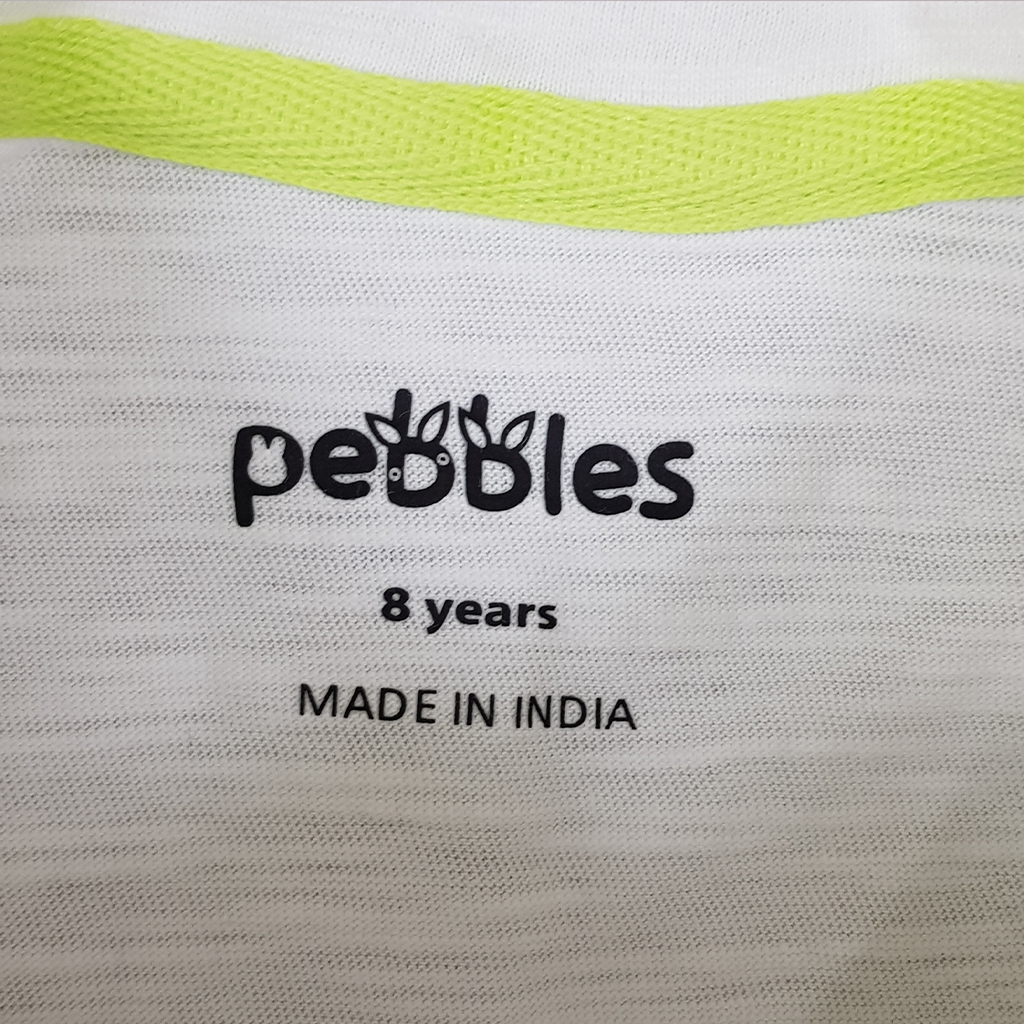 pebbles
8 years
MADE IN INDIA